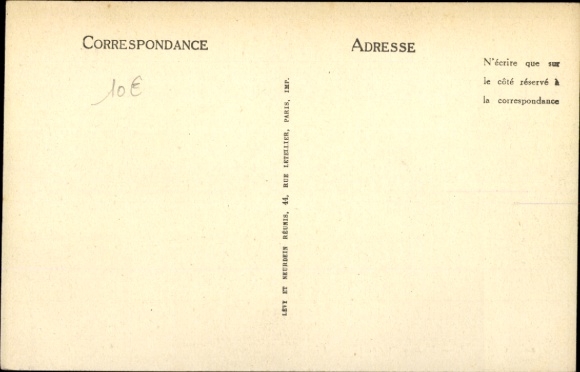 CORRESPONDANCE
ADRESSE
N'écrire que sur
le côté réservé à
la correspondance
10€
LÉVY ET NEURDEIN RÉUNIS, 44, RUE LETELLIER, PARIS, IMP.